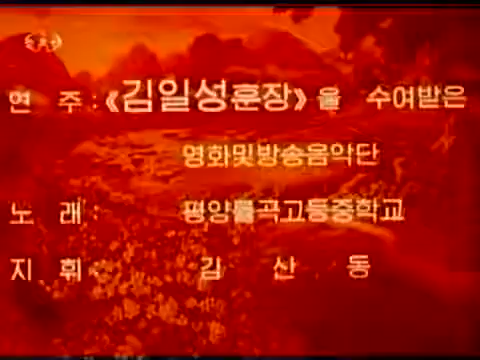 연 주 : 《김일성훈장》을 수여받은
영화및방송음악단
노 래 : 평양률곡고등중학교
지 휘 김 산 동